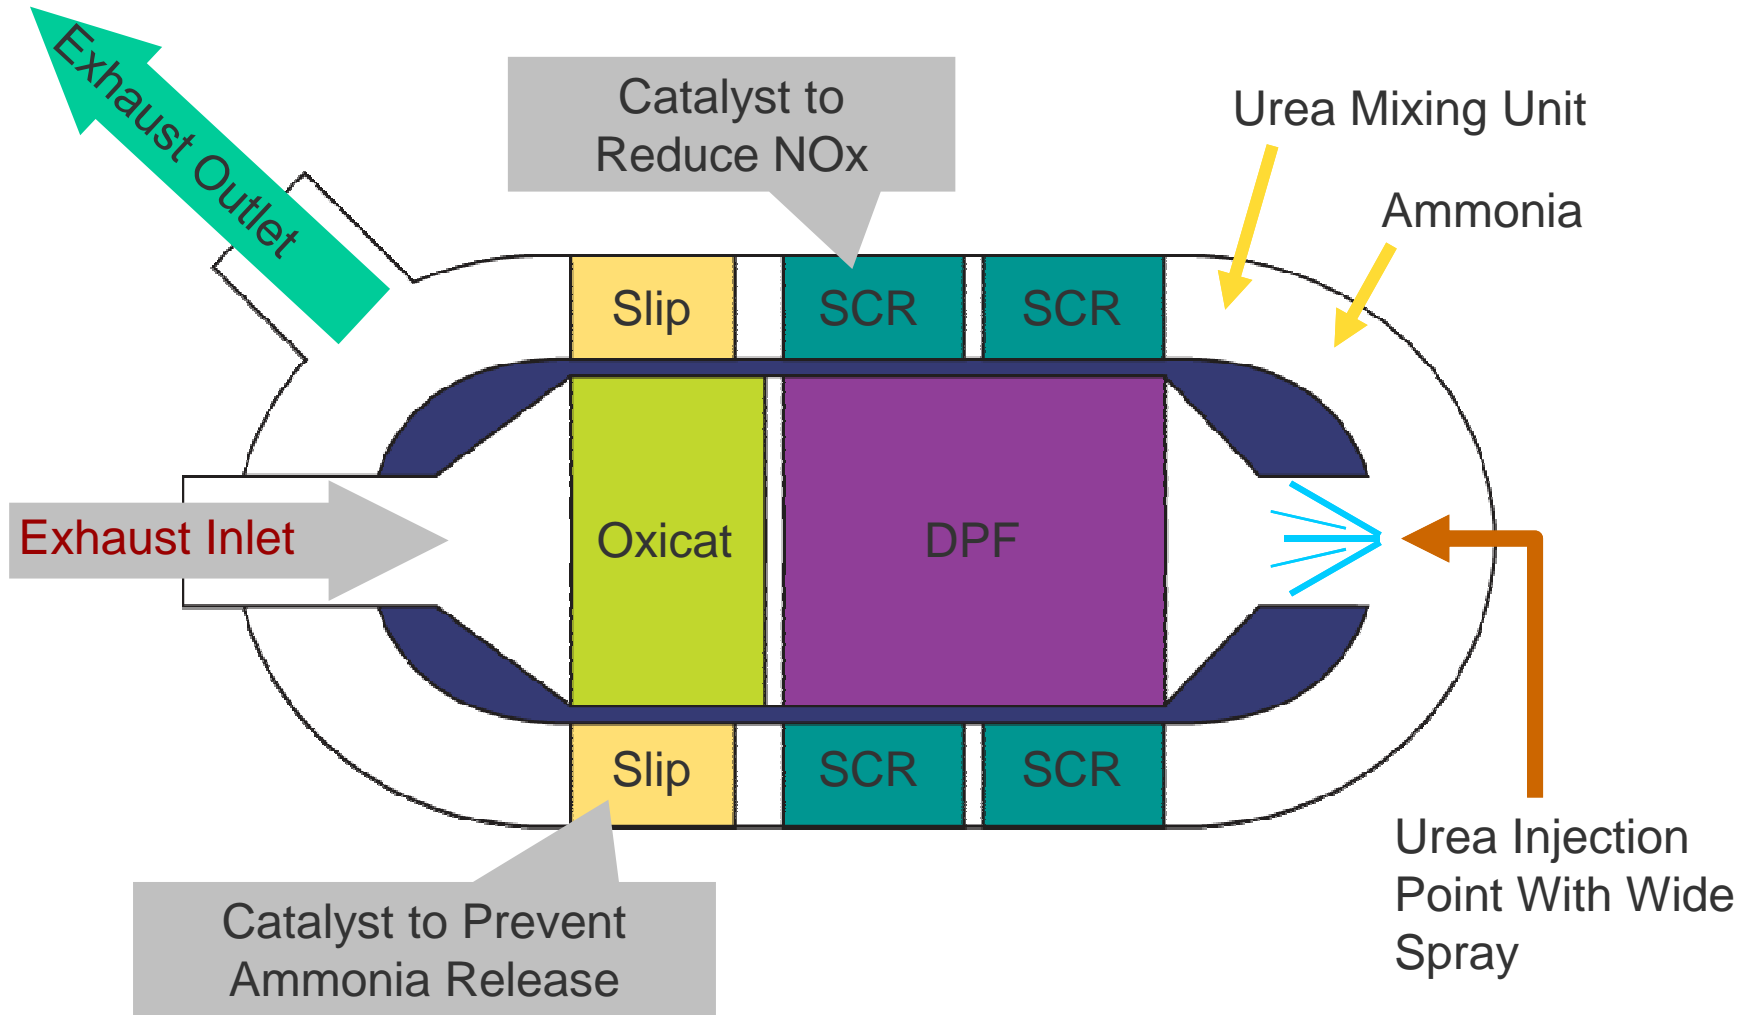 Exhaust Outlet
Catalyst to
Reduce NOx
Urea Mixing Unit
Ammonia
Slip
SCR
SCR
Exhaust Inlet
Oxicat
DPF
Slip
SCR
SCR
Urea Injection
Point With Wide
Spray
Catalyst to Prevent
Ammonia Release